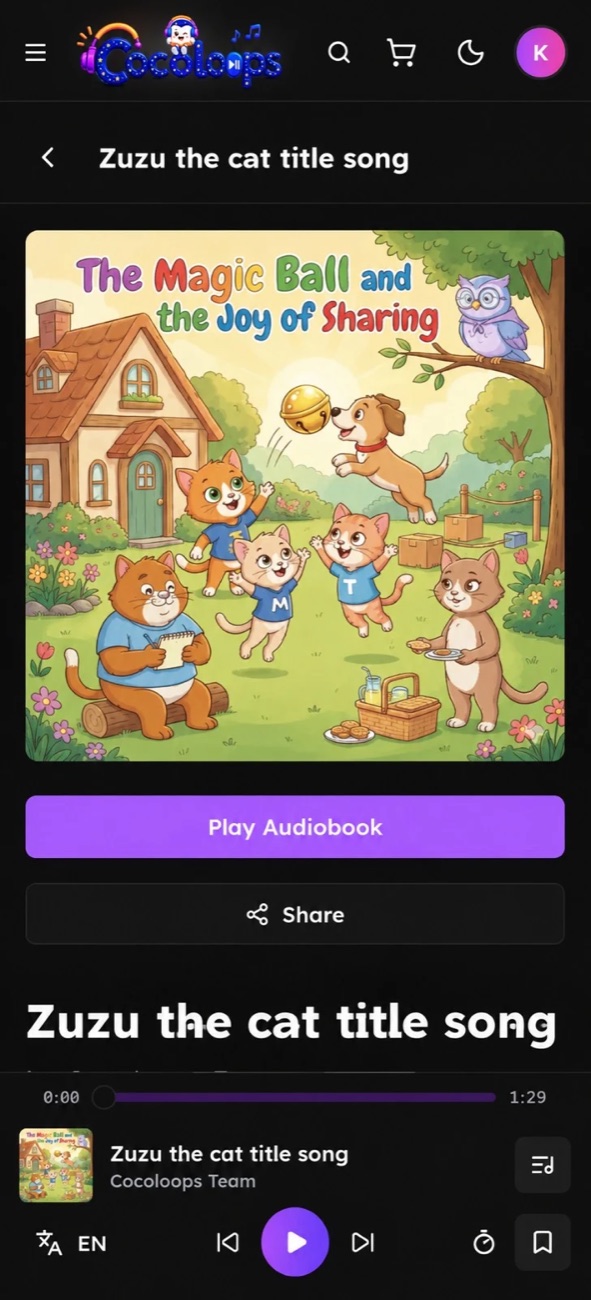 Cocoloops
K
Zuzu the cat title song
The Magic Ball and
the Joy of Sharing
M
T
Play Audiobook
Share
Zuzu the cat title song
0:00
1:29
Zuzu the cat title song
Cocoloops Team
EN